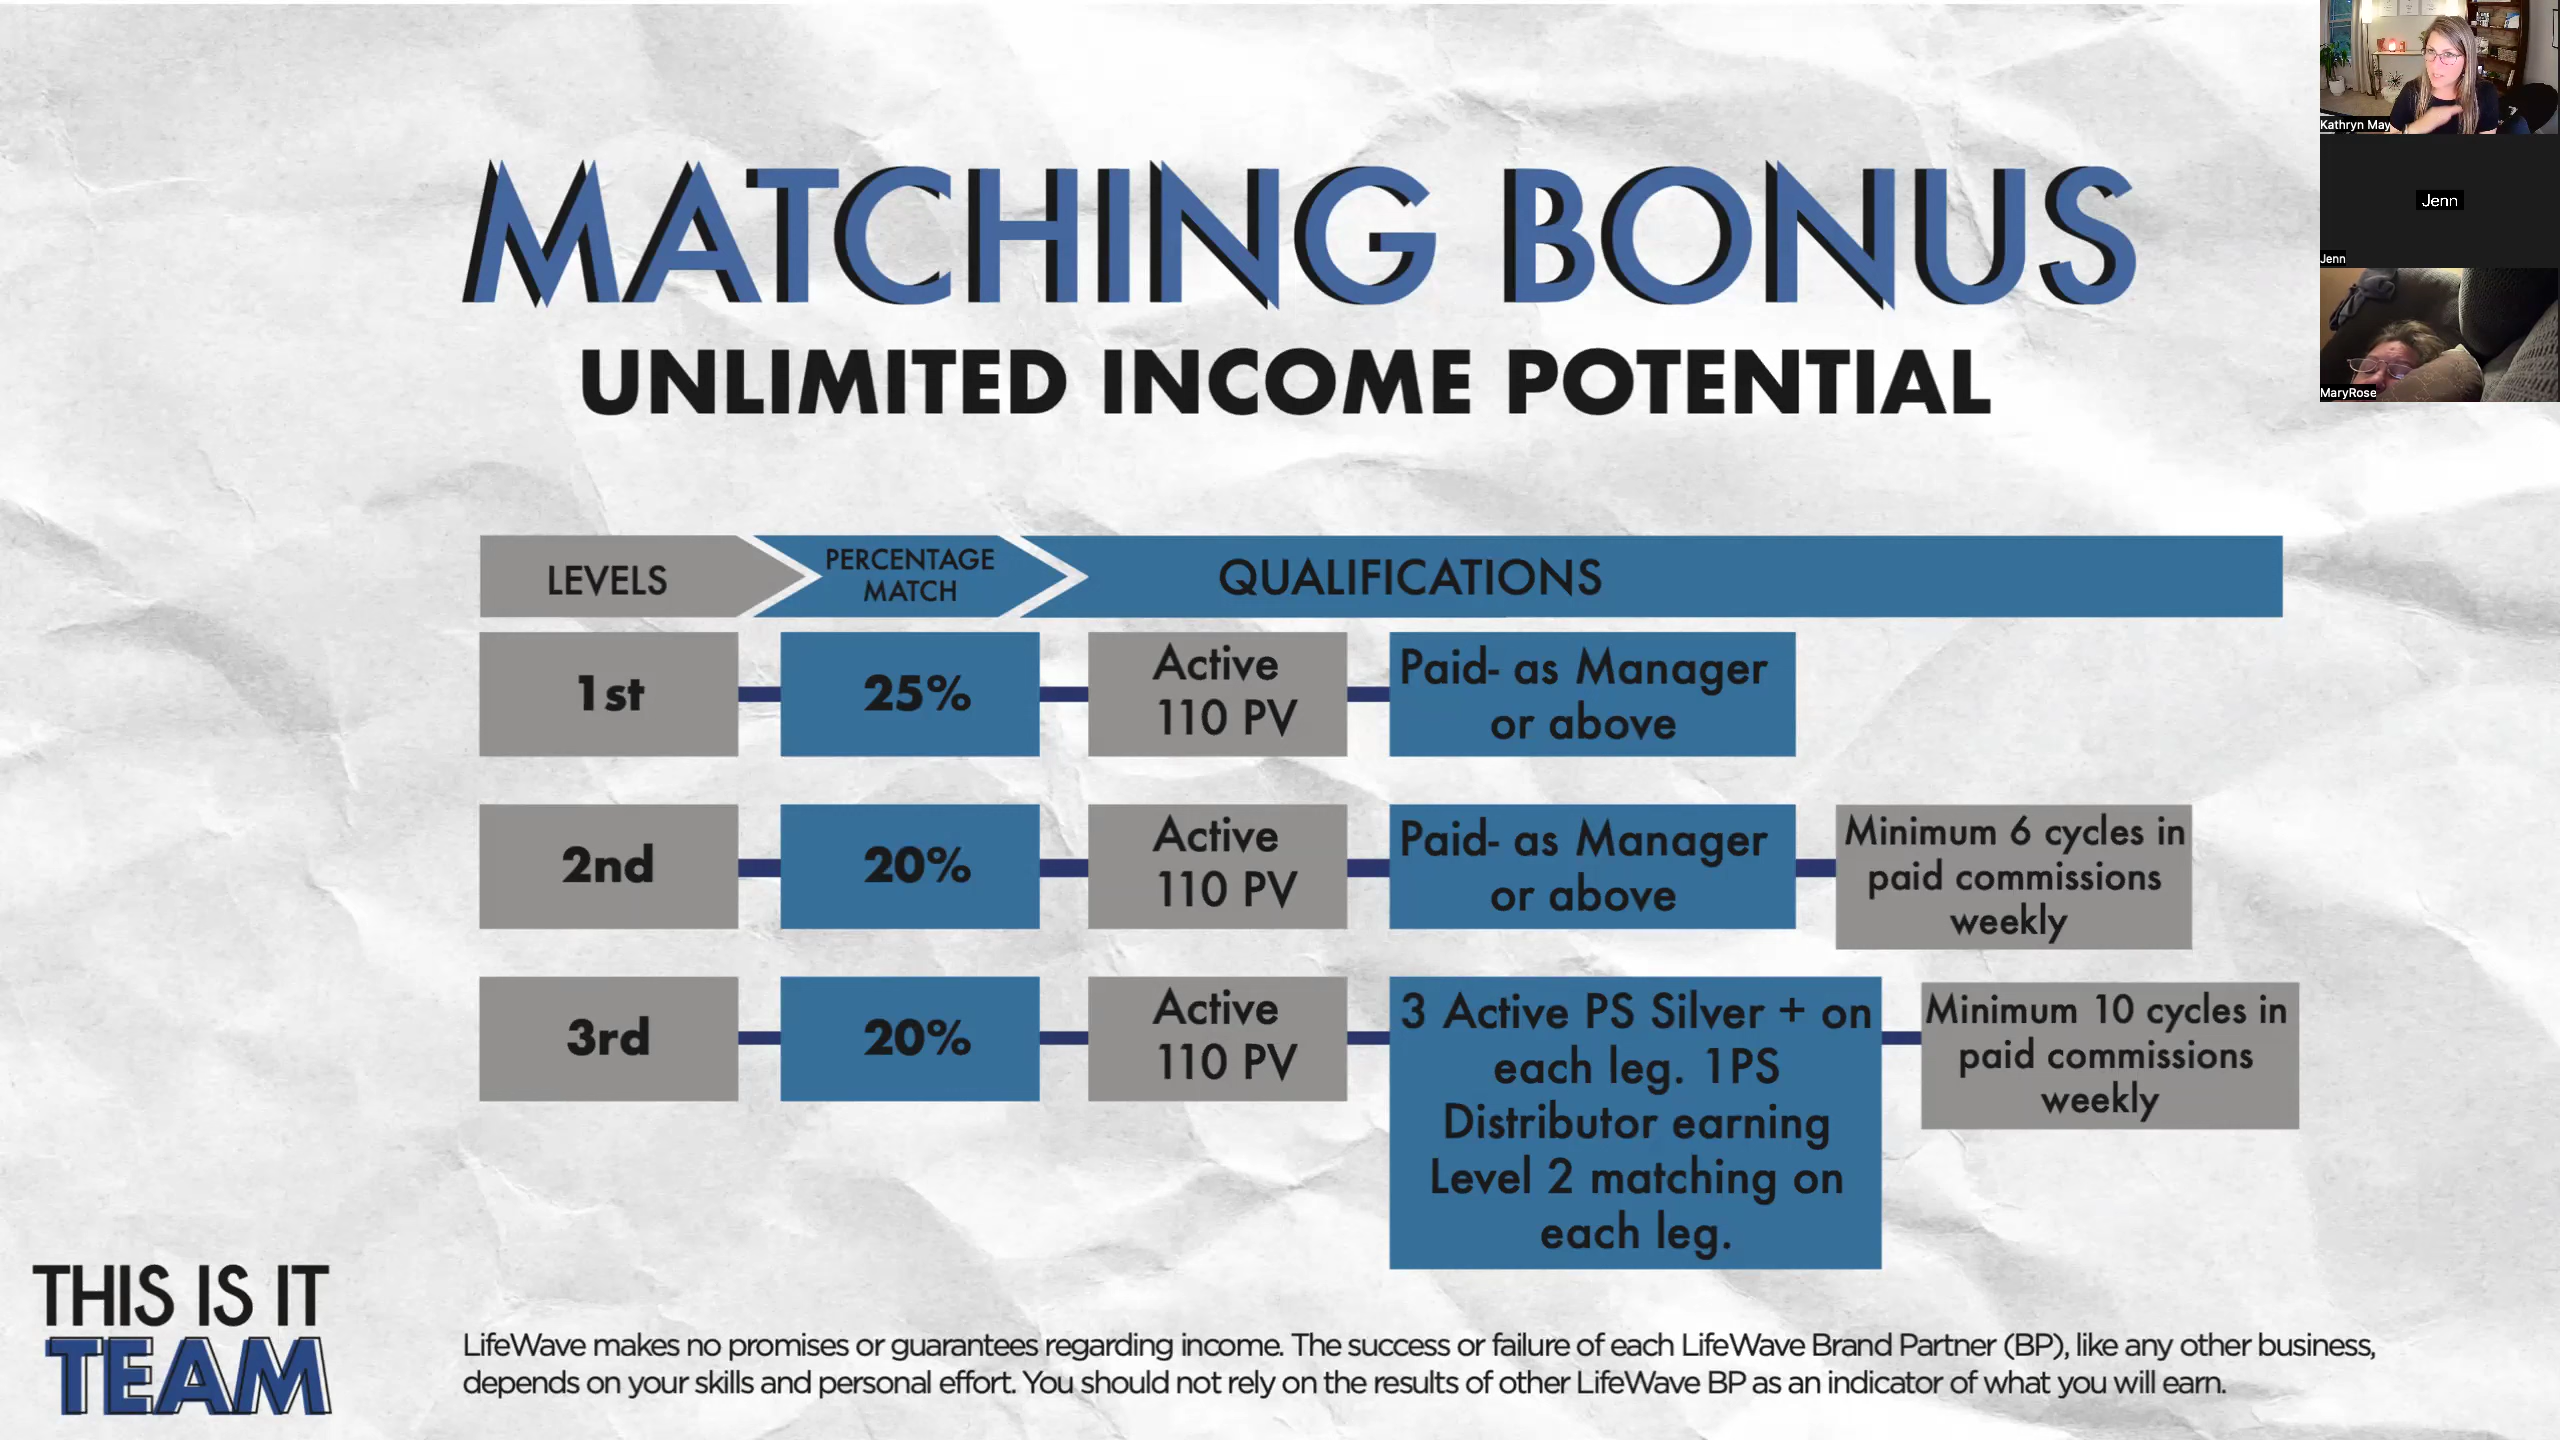 MATCHING BONUS
UNLIMITED INCOME POTENTIAL
Kathryn May
Jenn
Jenn
MaryRose
LEVELS
PERCENTAGE
MATCH
QUALIFICATIONS
1st
25%
Active
110 PV
Paid- as Manager
or above
2nd
20%
Active
110 PV
Paid- as Manager
or above
Minimum 6 cycles in
paid commissions
weekly
3rd
20%
Active
110 PV
3 Active PS Silver + on
each leg. 1PS
Distributor earning
Level 2 matching on
each leg.
Minimum 10 cycles in
paid commissions
weekly
THIS IS IT
TEAM
LifeWave makes no promises or guarantees regarding income. The success or failure of each LifeWave Brand Partner (BP), like any other business,
depends on your skills and personal effort. You should not rely on the results of other LifeWave BP as an indicator of what you will earn.